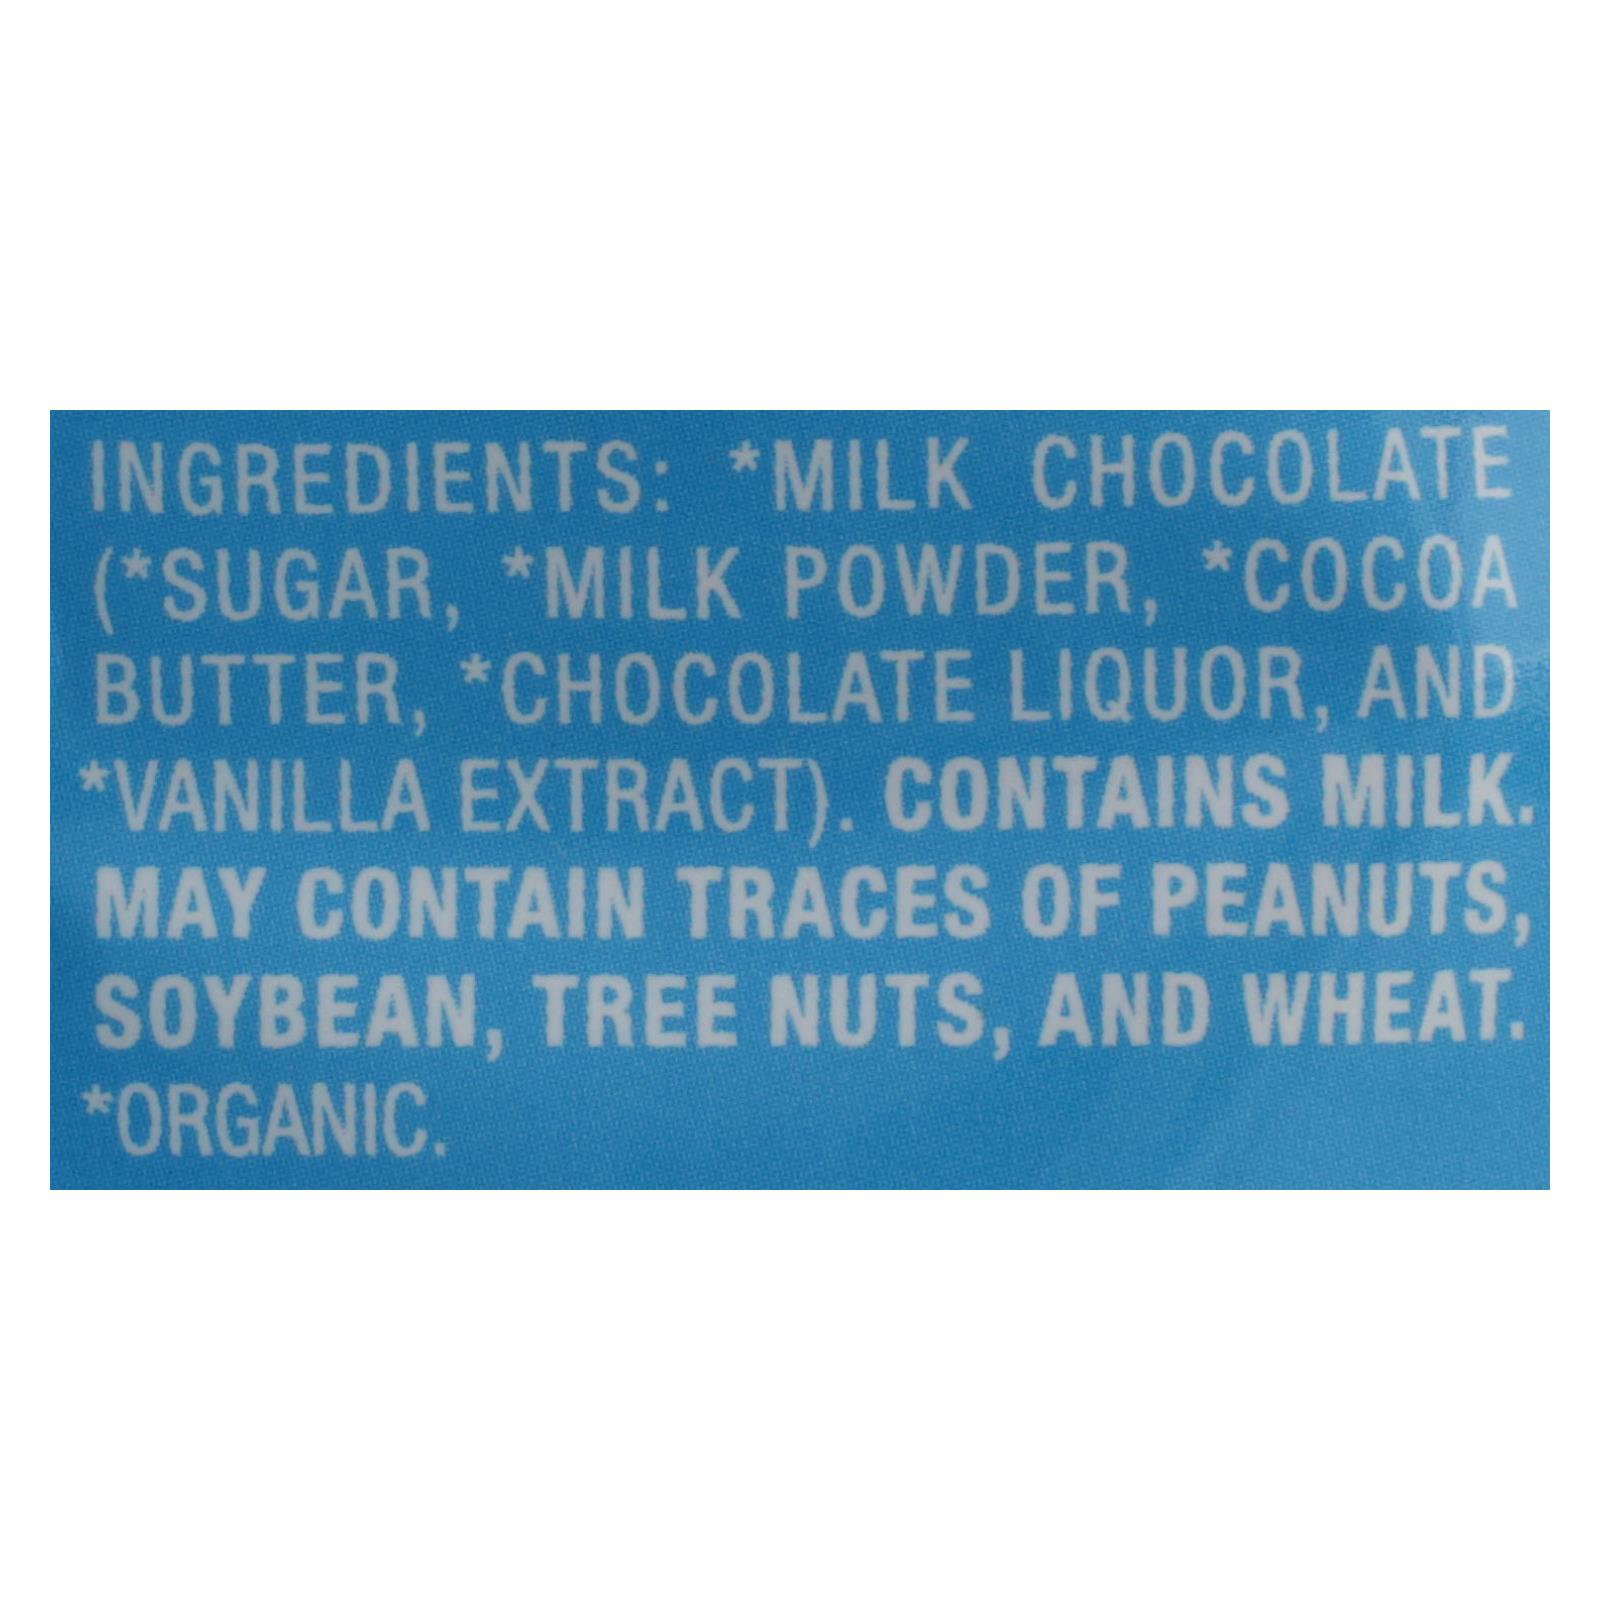 INGREDIENTS: *MILK CHOCOLATE
(*SUGAR, *MILK POWDER, *COCOA
BUTTER, *CHOCOLATE LIQUOR, AND
*VANILLA EXTRACT). CONTAINS MILK.
MAY CONTAIN TRACES OF PEANUTS,
SOYBEAN, TREE NUTS, AND WHEAT.
*ORGANIC.